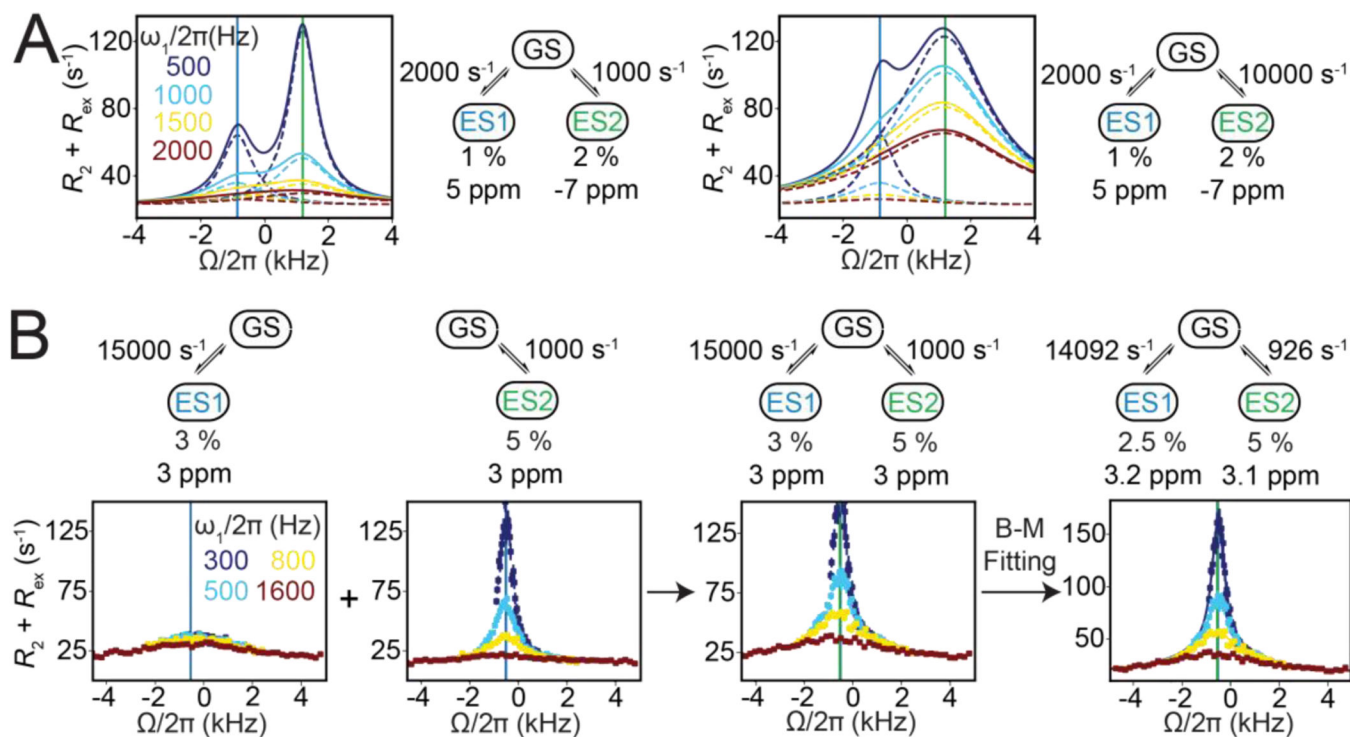 A
R2 + Rex (s-1)
120
80
40
ω1/2π(Hz)
500
1000
1500
2000
-4 -2 0 2 4
Ω/2π (kHz)
GS
2000 s-1 1000 s-1
ES1 ES2
1 % 2 %
5 ppm -7 ppm
R2 + Rex (s-1)
120
80
40
-4 -2 0 2 4
Ω/2π (kHz)
GS
2000 s-1 10000 s-1
ES1 ES2
1 % 2 %
5 ppm -7 ppm
B
GS
15000 s-1
ES1
3 %
3 ppm
GS
1000 s-1
ES2
5 %
3 ppm
GS
15000 s-1 1000 s-1
ES1 ES2
3 % 5 %
3 ppm 3 ppm
GS
14092 s-1 926 s-1
ES1 ES2
2.5 % 5 %
3.2 ppm 3.1 ppm
R2 + Rex (s-1)
125
75
25
ω1/2π (Hz)
300 800
500 1600
-4 -2 0 2 4
Ω/2π (kHz)
+
125
75
25
-4 -2 0 2 4
Ω/2π (kHz)
R2 + Rex (s-1)
125
75
25
-4 -2 0 2 4
Ω/2π (kHz)
B-M
Fitting
150
100
50
-4 -2 0 2 4
Ω/2π (kHz)